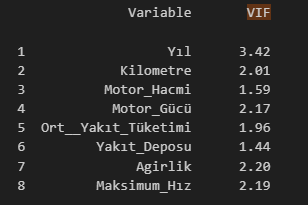 Variable VIF
1 Yıl 3.42
2 Kilometre 2.01
3 Motor_Hacmi 1.59
4 Motor_Gücü 2.17
5 Ort__Yakıt_Tüketimi 1.96
6 Yakıt_Deposu 1.44
7 Agirlik 2.20
8 Maksimum_Hız 2.19